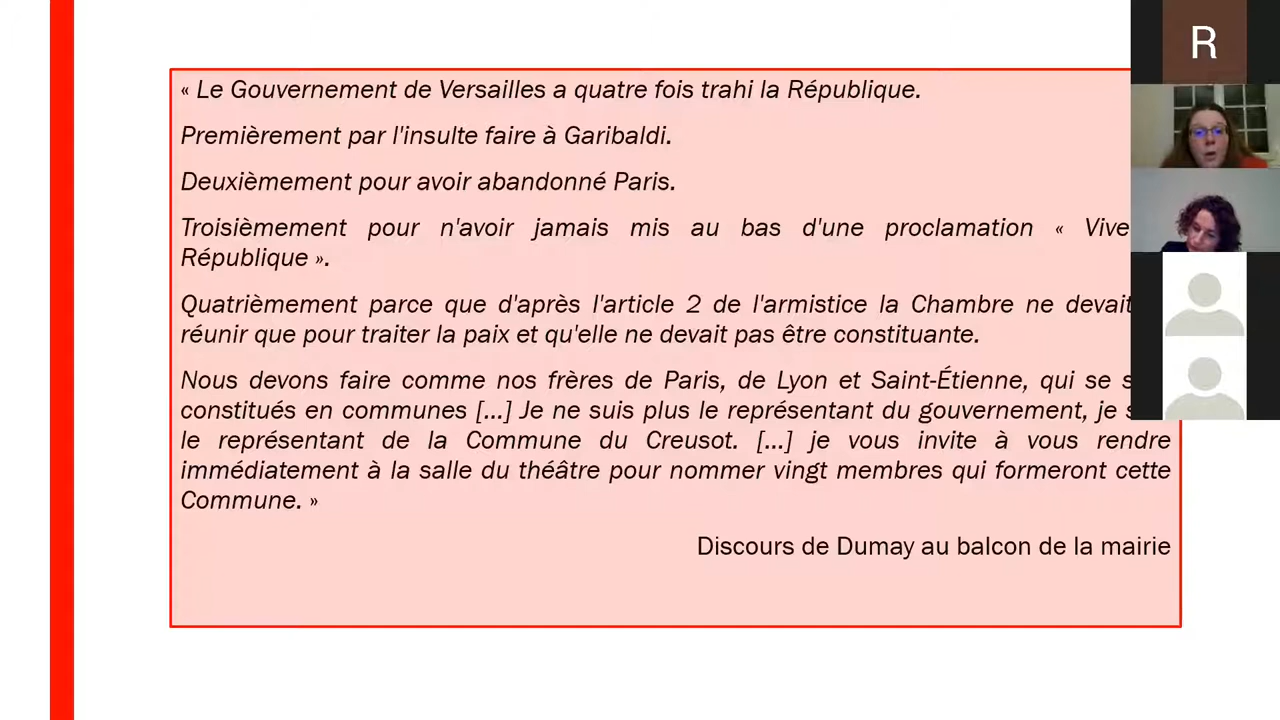 R
« Le Gouvernement de Versailles a quatre fois trahi la République.
Premièrement par l'insulte faire à Garibaldi.
Deuxièmement pour avoir abandonné Paris.
Troisièmement pour n'avoir jamais mis au bas d'une proclamation « Vive
République ».
Quatrièmement parce que d'après l'article 2 de l'armistice la Chambre ne devait
réunir que pour traiter la paix et qu'elle ne devait pas être constituante.
Nous devons faire comme nos frères de Paris, de Lyon et Saint-Étienne, qui se
constitués en communes [...] Je ne suis plus le représentant du gouvernement, je
le représentant de la Commune du Creusot. [...] je vous invite à vous rendre
immédiatement à la salle du théâtre pour nommer vingt membres qui formeront cette
Commune. »
Discours de Dumay au balcon de la mairie